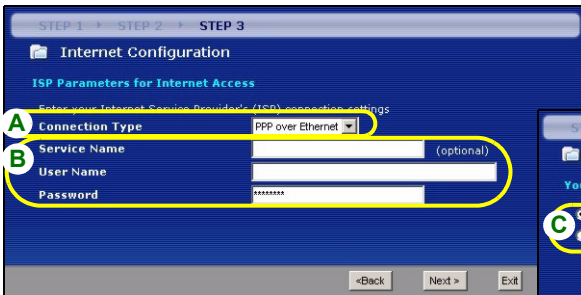 STEP 1 › STEP 2 › STEP 3
Internet Configuration
ISP Parameters for Internet Access
Enter your Internet Service Provider's (ISP) connection settings
A
Connection Type PPP over Ethernet
B
Service Name (optional)
User Name
Password ********
<Back Next > Exit
S
You
C